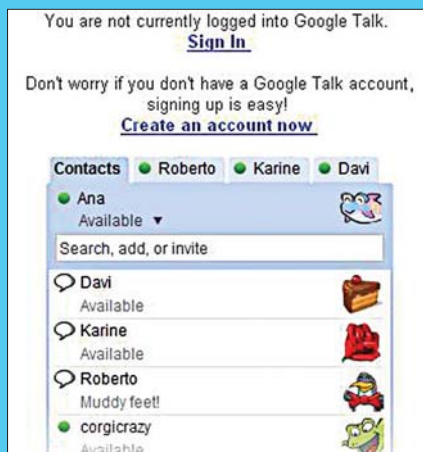 You are not currently logged into Google Talk.
Sign In
Don't worry if you don't have a Google Talk account,
signing up is easy!
Create an account now
Contacts Roberto Karine Davi
Ana
Available ▼
Search, add, or invite
Davi
Available
Karine
Available
Roberto
Muddy feet!
corgicrazy
Available